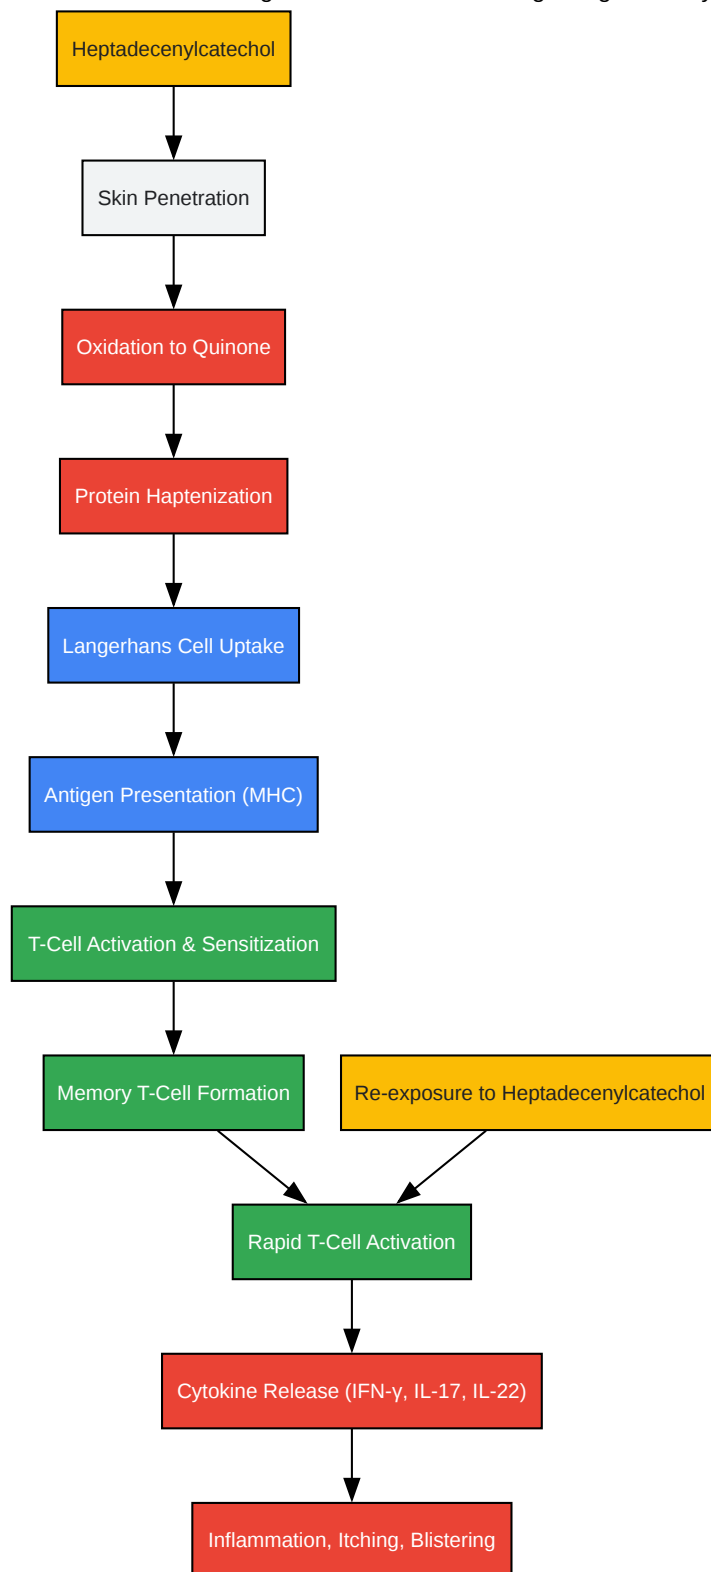 Heptadecenylcatechol
Skin Penetration
Oxidation to Quinone
Protein Haptenization
Langerhans Cell Uptake
Antigen Presentation (MHC)
T-Cell Activation & Sensitization
Memory T-Cell Formation
Re-exposure to Heptadecenylcatechol
Rapid T-Cell Activation
Cytokine Release (IFN-γ, IL-17, IL-22)
Inflammation, Itching, Blistering